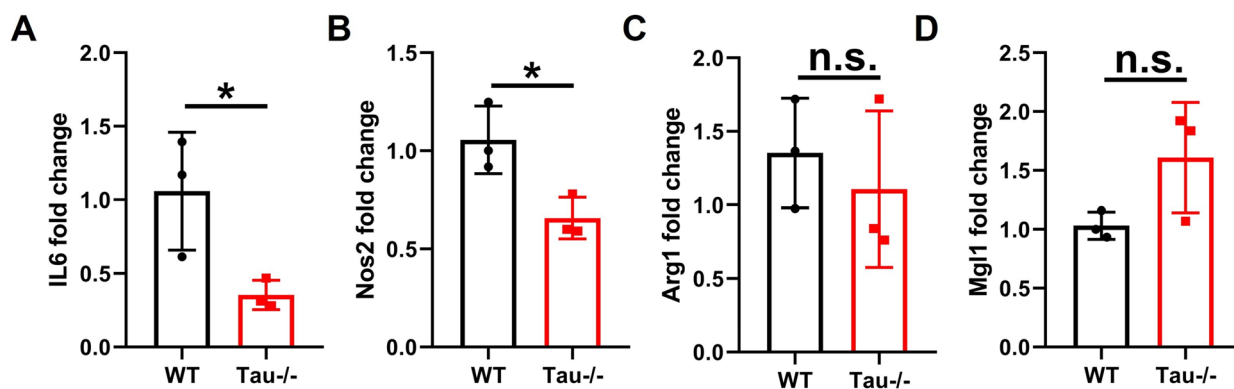 A
IL6 fold change
2.0
1.5
1.0
0.5
0.0
*
WT
Tau-/-
B
Nos2 fold change
1.5
1.0
0.5
0.0
*
WT
Tau-/-
C
Arg1 fold change
2.0
1.5
1.0
0.5
0.0
n.s.
WT
Tau-/-
D
Mgl1 fold change
2.5
2.0
1.5
1.0
0.5
0.0
n.s.
WT
Tau-/-